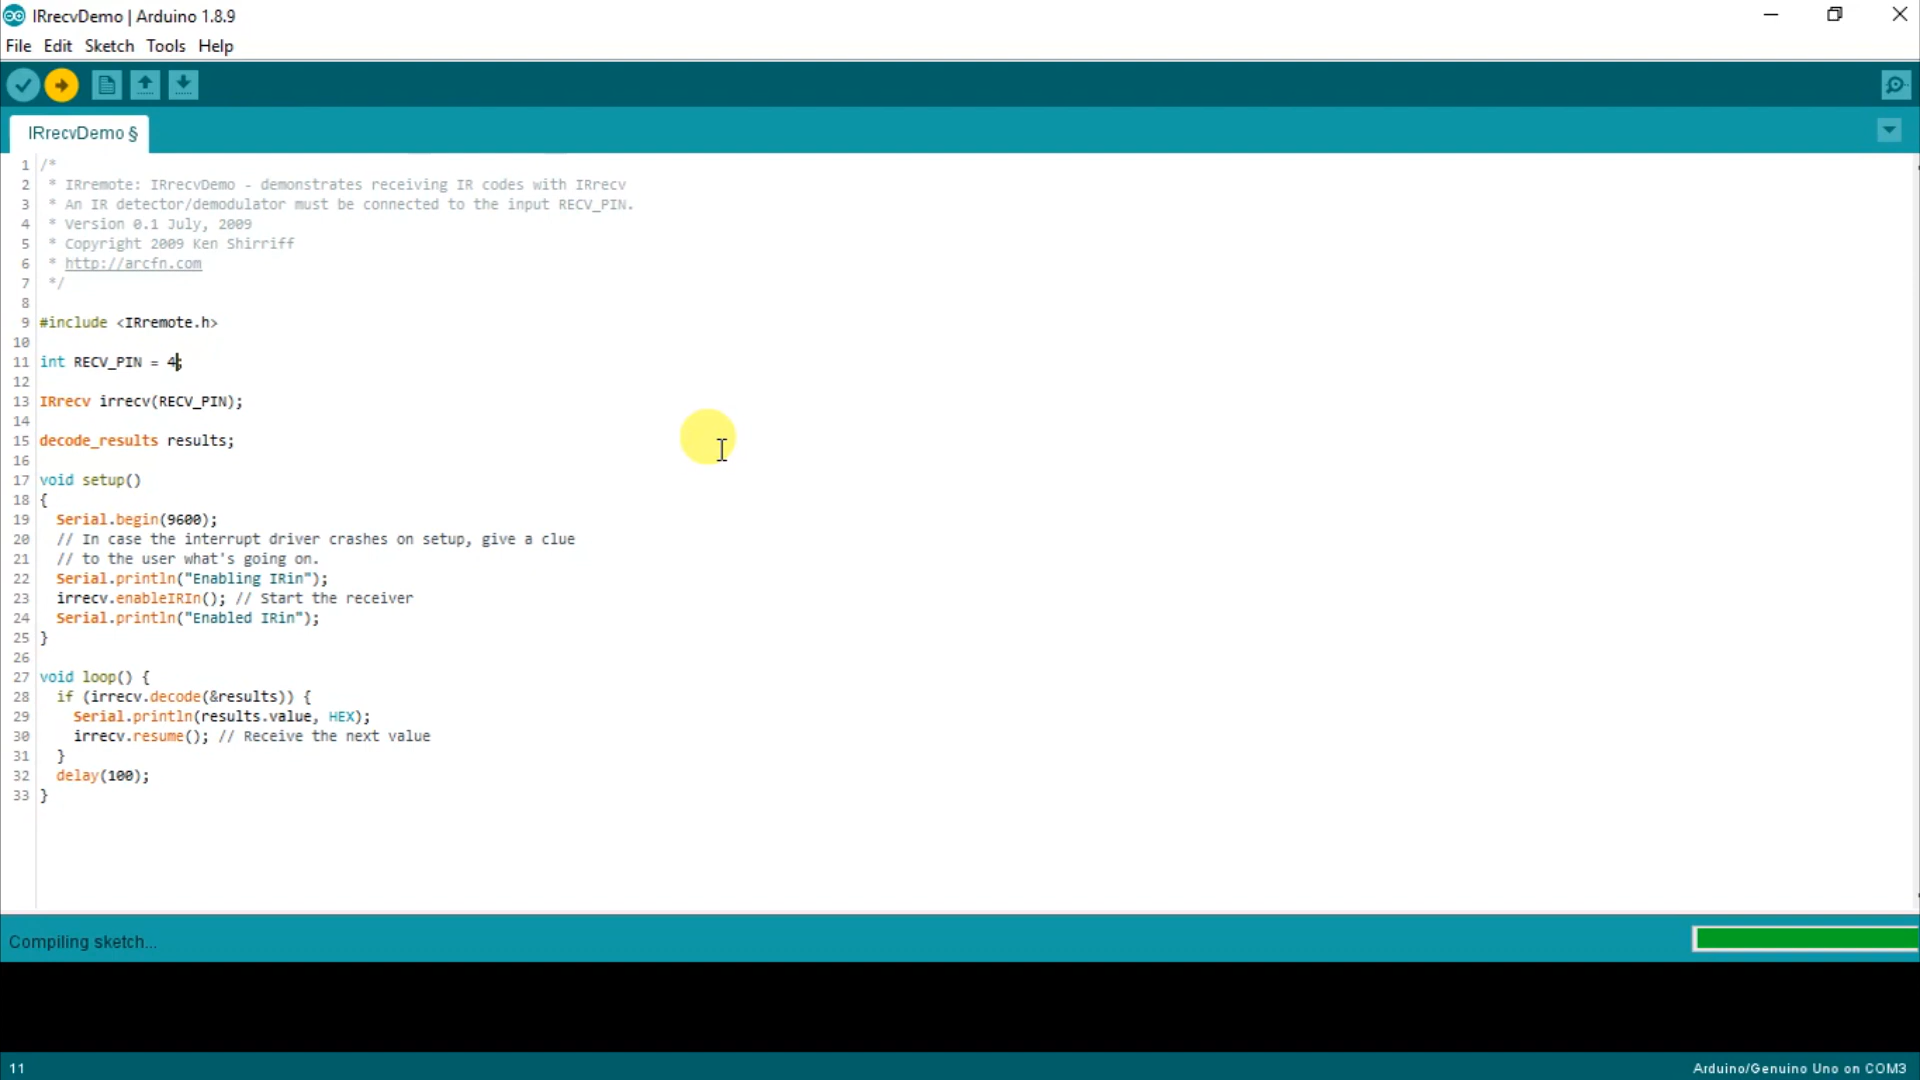 IRrecvDemo | Arduino 1.8.9
File Edit Sketch Tools Help
IRrecvDemo §
1 /*
2 * IRremote: IRrecvDemo - demonstrates receiving IR codes with IRrecv
3 * An IR detector/demodulator must be connected to the input RECV_PIN.
4 * Version 0.1 July, 2009
5 * Copyright 2009 Ken Shirriff
6 * http://arcfn.com
7 */
8
9 #include <IRremote.h>
10
11 int RECV_PIN = 4;
12
13 IRrecv irrecv(RECV_PIN);
14
15 decode_results results;
16
17 void setup()
18 {
19 Serial.begin(9600);
20 // In case the interrupt driver crashes on setup, give a clue
21 // to the user what's going on.
22 Serial.println("Enabling IRin");
23 irrecv.enableIRIn(); // Start the receiver
24 Serial.println("Enabled IRin");
25 }
26
27 void loop() {
28 if (irrecv.decode(&results)) {
29 Serial.println(results.value, HEX);
30 irrecv.resume(); // Receive the next value
31 }
32 delay(100);
33 }
Compiling sketch...
11 Arduino/Genuino Uno on COM3